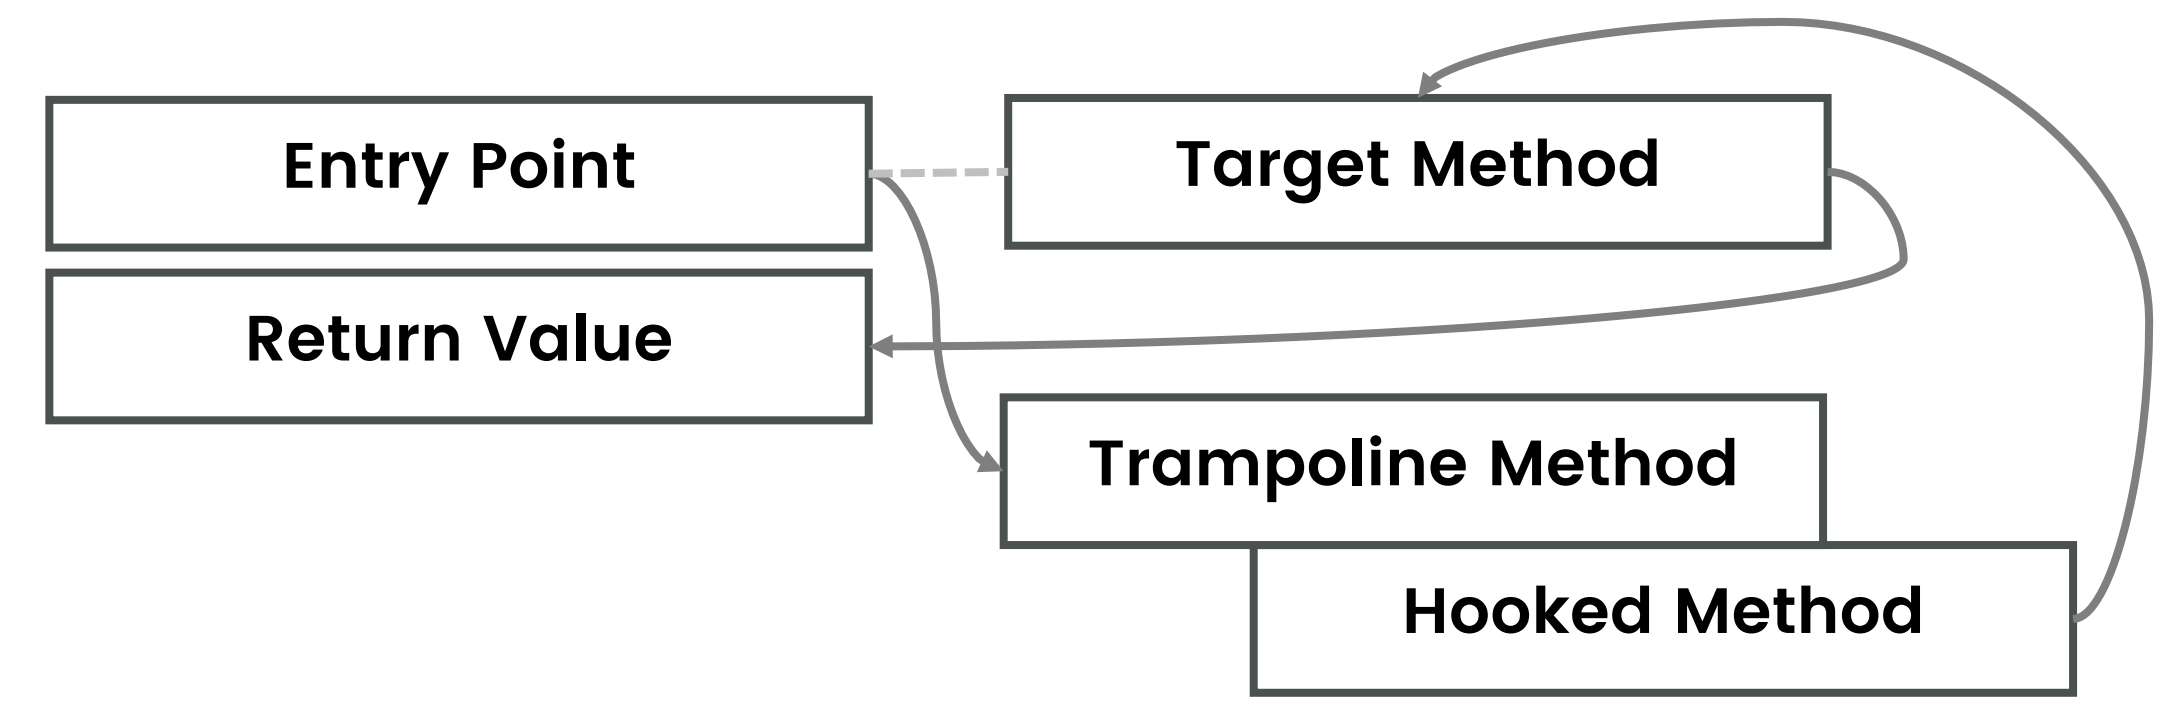 Entry Point
Target Method
Return Value
Trampoline Method
Hooked Method